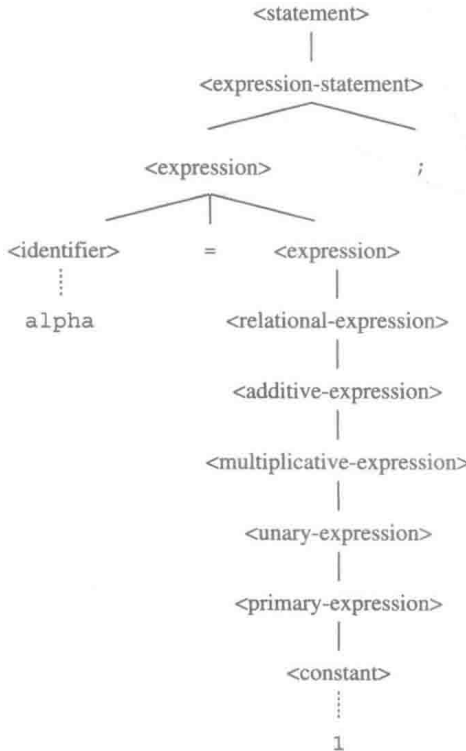 <statement>
<expression-statement>
<expression> ;
<identifier> = <expression>
alpha <relational-expression>
<additive-expression>
<multiplicative-expression>
<unary-expression>
<primary-expression>
<constant>
1